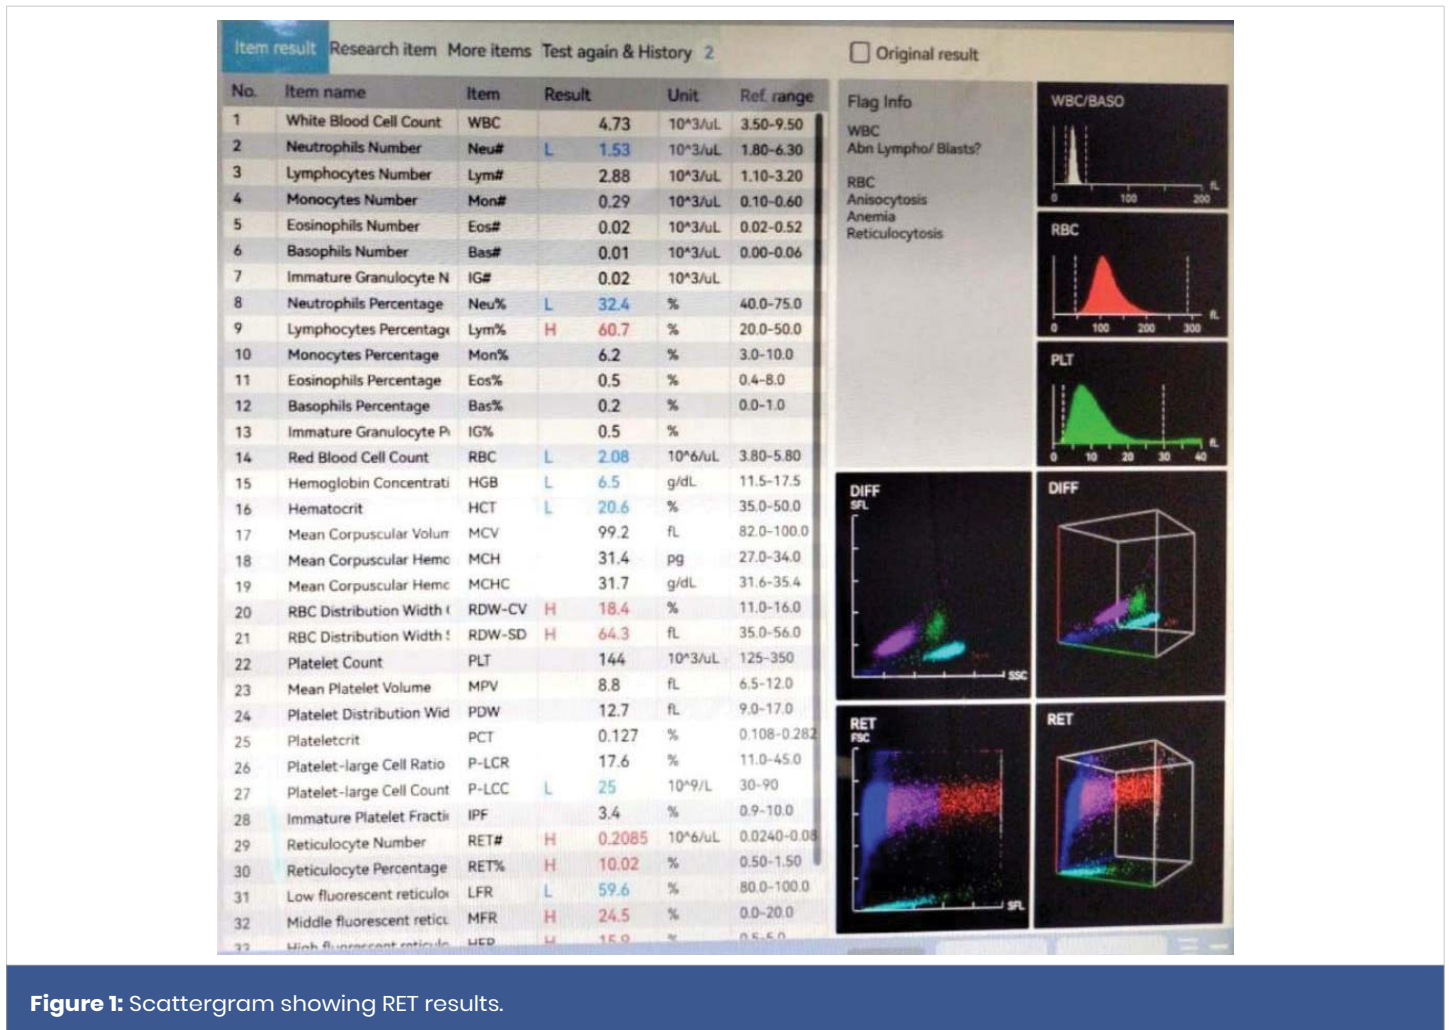 Item result Research item More items Test again & History 2
Original result
No. Item name Item Result Unit Ref. range
1 White Blood Cell Count WBC 4.73 10^3/uL 3.50-9.50
2 Neutrophils Number Neu# L 1.53 10^3/uL 1.80-6.30
3 Lymphocytes Number Lym# 2.88 10^3/uL 1.10-3.20
4 Monocytes Number Mon# 0.29 10^3/uL 0.10-0.60
5 Eosinophils Number Eos# 0.02 10^3/uL 0.02-0.52
6 Basophils Number Bas# 0.01 10^3/uL 0.00-0.06
7 Immature Granulocyte N IG# 0.02 10^3/uL
8 Neutrophils Percentage Neu% L 32.4 % 40.0-75.0
9 Lymphocytes Percentage Lym% H 60.7 % 20.0-50.0
10 Monocytes Percentage Mon% 6.2 % 3.0-10.0
11 Eosinophils Percentage Eos% 0.5 % 0.4-8.0
12 Basophils Percentage Bas% 0.2 % 0.0-1.0
13 Immature Granulocyte IG% 0.5 %
14 Red Blood Cell Count RBC L 2.08 10^6/uL 3.80-5.80
15 Hemoglobin Concentrati HGB L 6.5 g/dL 11.5-17.5
16 Hematocrit HCT L 20.6 % 35.0-50.0
17 Mean Corpuscular MCV 99.2 fL 82.0-100.0
18 Mean Corpuscular Hemo MCH 31.4 pg 27.0-34.0
19 Mean Corpuscular Hemo MCHC 31.7 g/dL 31.6-35.4
20 RBC Distribution Width RDW-CV H 18.4 % 11.0-16.0
21 RBC Distribution Width RDW-SD H 64.3 fL 35.0-56.0
22 Platelet Count PLT 144 10^3/uL 125-350
23 Mean Platelet Volume MPV 8.8 fL 6.5-12.0
24 Platelet Distribution Wid PDW 12.7 fL 9.0-17.0
25 Plateletcrit PCT 0.127 % 0.108-0.282
26 Platelet-large Cell Ratio P-LCR 17.6 % 11.0-45.0
27 Platelet-large Cell Count P-LCC L 25 10^9/L 30-90
28 Immature Platelet Fracti IPF 3.4 % 0.9-10.0
29 Reticulocyte Number RET# H 0.2085 10^6/uL 0.0240-0.08
30 Reticulocyte Percentage RET% H 10.02 % 0.50-1.50
31 Low fluorescent reticulo LFR L 59.6 % 80.0-100.0
32 Middle fluorescent reticu MFR H 24.5 % 0.0-20.0
33 High fluorescent reticulo HFR H 15.9 % 0.5-5.0
Flag Info
WBC
Abn Lympho/ Blasts?
RBC
Anisocytosis
Anemia
Reticulocytosis
WBC/BASO
fL
0 100 200
RBC
fL
0 100 200 300
PLT
fL
0 10 20 30 40
DIFF
SFL
SSC
DIFF
RET
FSC
SFL
RET
Figure 1: Scattergram showing RET results.